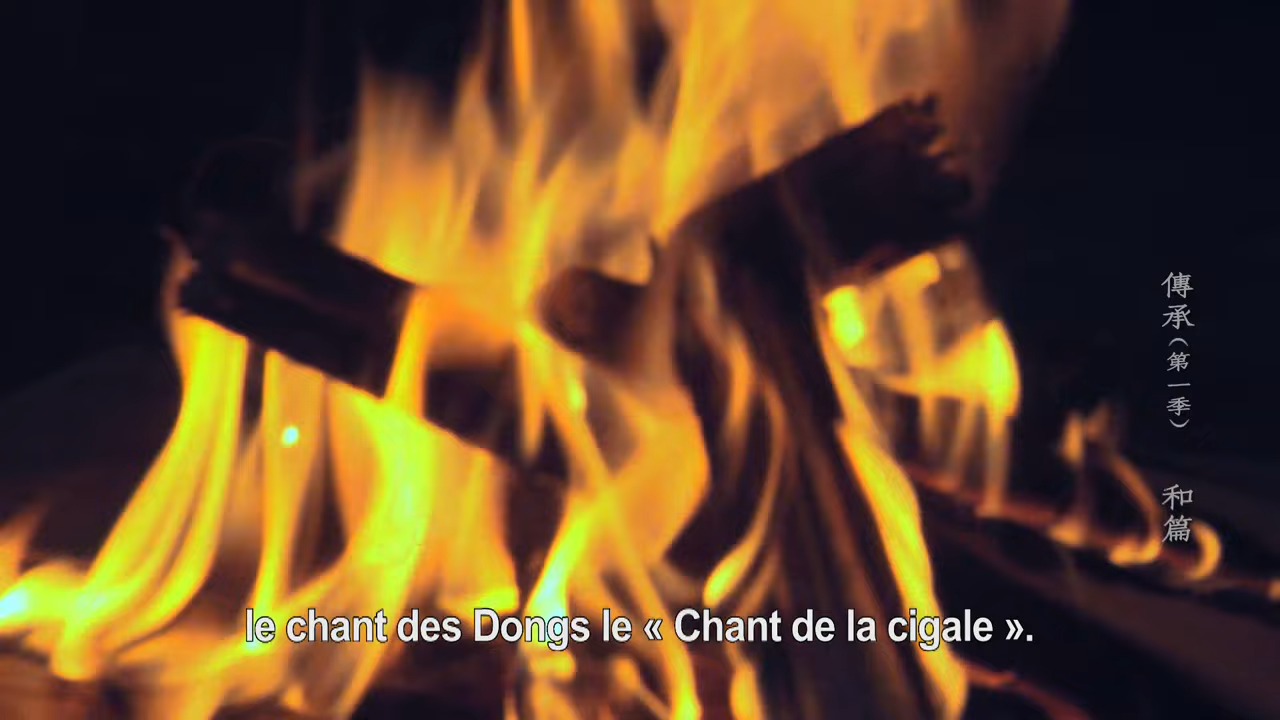 傳承（第一季） 和篇
le chant des Dongs le « Chant de la cigale ».